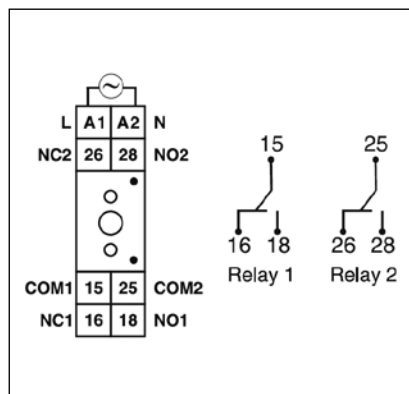 L A1 A2 N
NC2 26 28 NO2
COM1 15 25 COM2
NC1 16 18 NO1
15 25
16 18 26 28
Relay 1 Relay 2